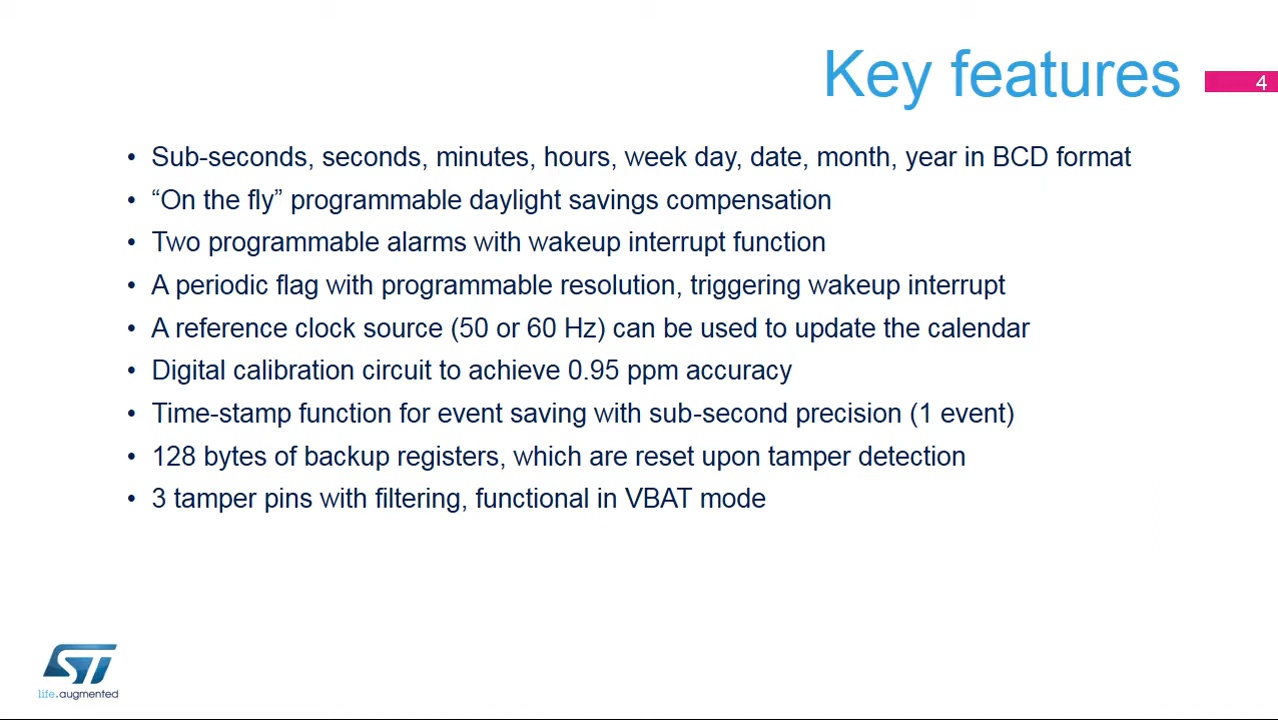 Key features
4
• Sub-seconds, seconds, minutes, hours, week day, date, month, year in BCD format
• “On the fly” programmable daylight savings compensation
• Two programmable alarms with wakeup interrupt function
• A periodic flag with programmable resolution, triggering wakeup interrupt
• A reference clock source (50 or 60 Hz) can be used to update the calendar
• Digital calibration circuit to achieve 0.95 ppm accuracy
• Time-stamp function for event saving with sub-second precision (1 event)
• 128 bytes of backup registers, which are reset upon tamper detection
• 3 tamper pins with filtering, functional in VBAT mode
ST
life.augmented